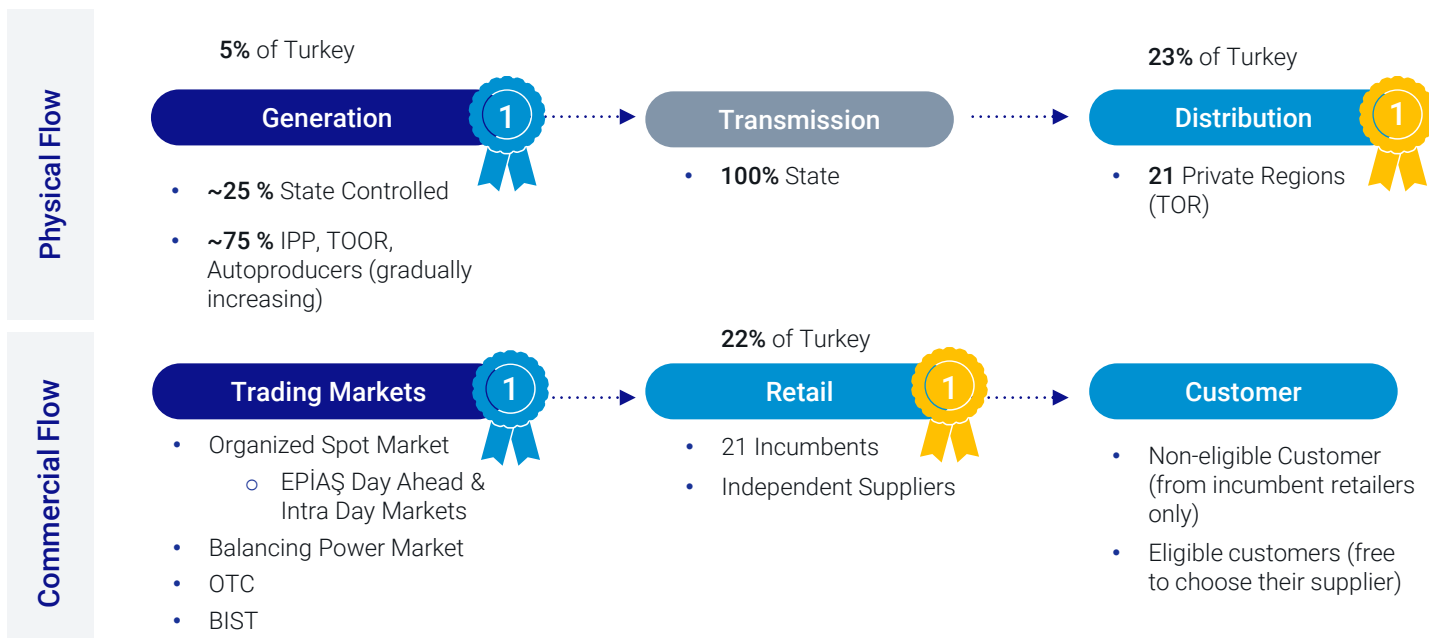 Physical Flow
5% of Turkey
Generation
1
• ~25 % State Controlled
• ~75 % IPP, TOOR,
Autoproducers (gradually
increasing)
Transmission
• 100% State
23% of Turkey
Distribution
1
• 21 Private Regions
(TOR)
Commercial Flow
Trading Markets
1
• Organized Spot Market
o EPİAŞ Day Ahead &
Intra Day Markets
• Balancing Power Market
• OTC
• BIST
22% of Turkey
Retail
1
• 21 Incumbents
• Independent Suppliers
Customer
• Non-eligible Customer
(from incumbent retailers
only)
• Eligible customers (free
to choose their supplier)